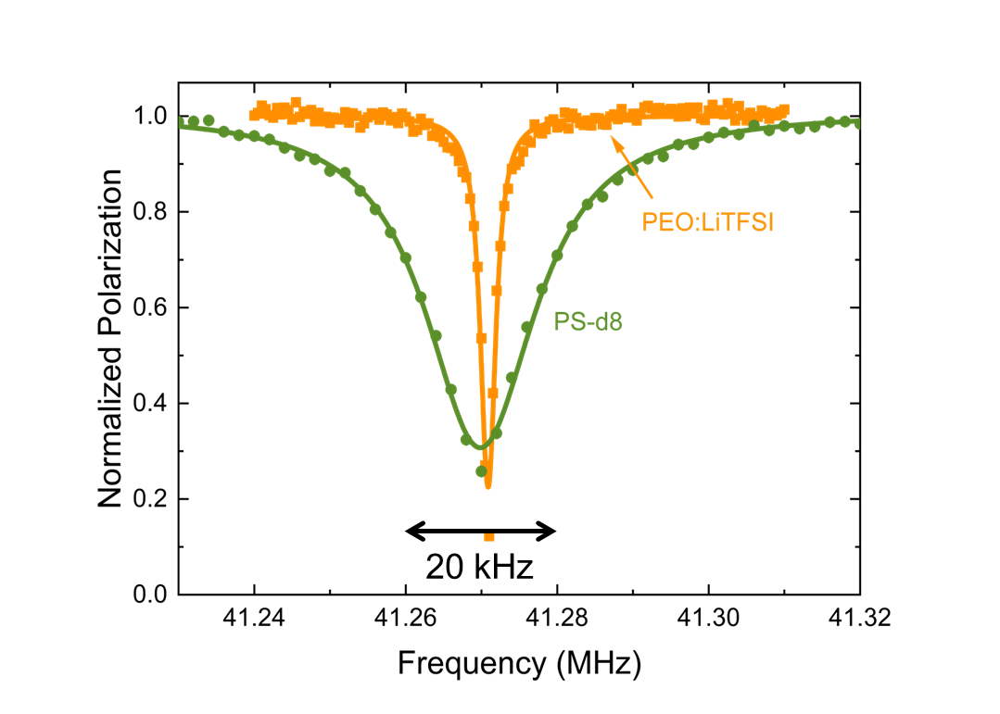 1.0
0.8
0.6
0.4
0.2
0.0
Normalized Polarization
PEO:LiTFSI
PS-d8
20 kHz
41.24 41.26 41.28 41.30 41.32
Frequency (MHz)